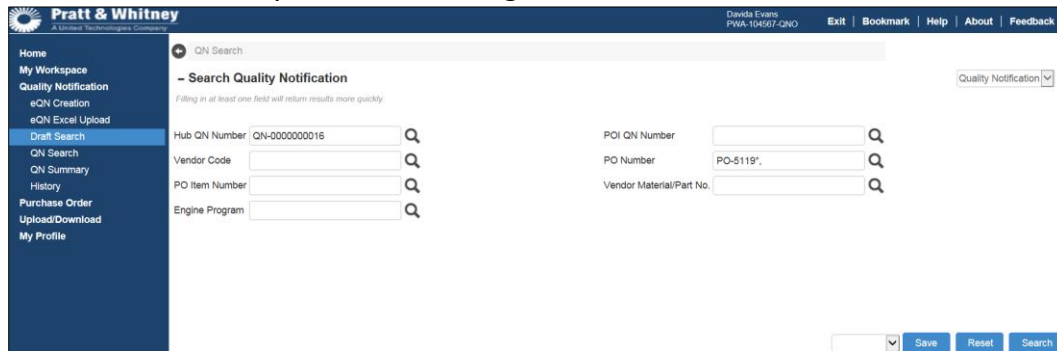 Pratt & Whitney
A United Technologies Company
Davida Evans
PWA-104567-QNO
Exit | Bookmark | Help | About | Feedback
Home
My Workspace
Quality Notification
eQN Creation
eQN Excel Upload
Draft Search
QN Search
QN Summary
History
Purchase Order
Upload/Download
My Profile
QN Search
– Search Quality Notification
Quality Notification
Filling in at least one field will return results more quickly.
Hub QN Number QN-0000000016
POI QN Number
Vendor Code
PO Number PO-5119*,
PO Item Number
Vendor Material/Part No.
Engine Program
Save
Reset
Search